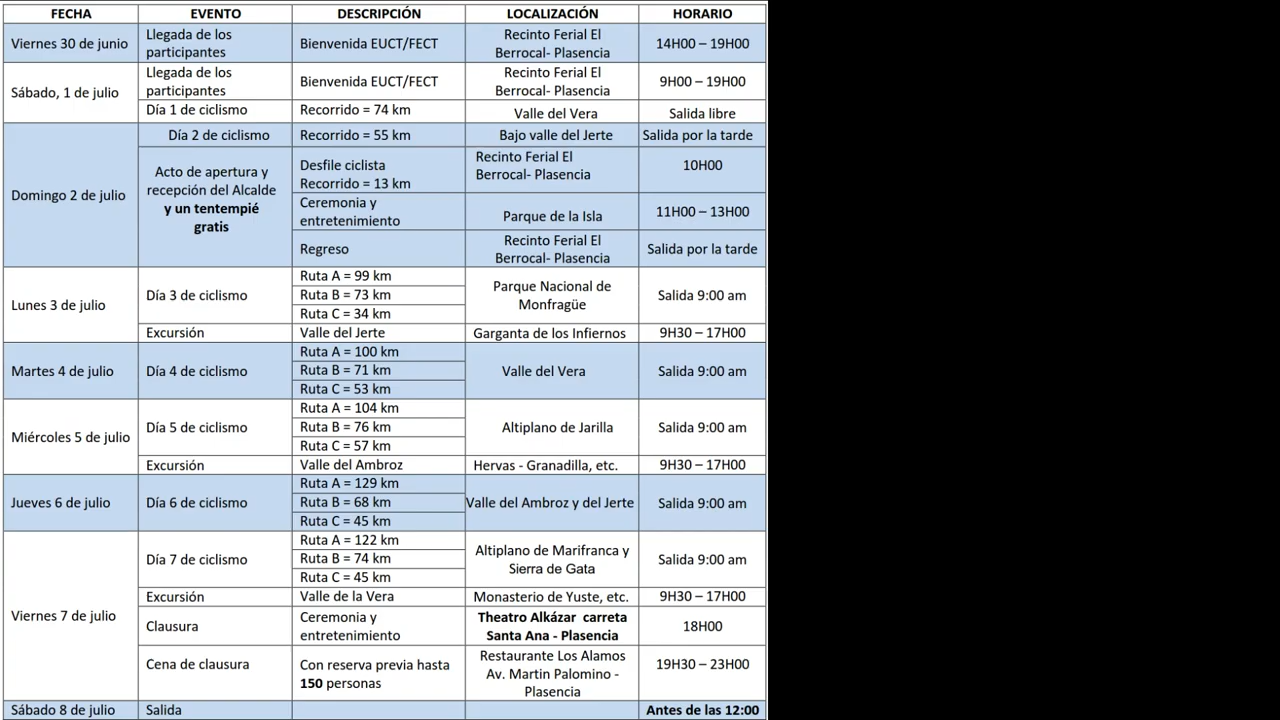 FECHA EVENTO DESCRIPCIÓN LOCALIZACIÓN HORARIO
Viernes 30 de junio
Llegada de los
participantes
Bienvenida EUCT/FECT
Recinto Ferial El
Berrocal- Plasencia
14H00 – 19H00
Sábado, 1 de julio
Llegada de los
participantes
Bienvenida EUCT/FECT
Recinto Ferial El
Berrocal- Plasencia
9H00 – 19H00
Día 1 de ciclismo
Recorrido = 74 km
Valle del Vera
Salida libre
Domingo 2 de julio
Día 2 de ciclismo
Recorrido = 55 km
Bajo valle del Jerte
Salida por la tarde
Acto de apertura y
recepción del Alcalde
y un tentempié
gratis
Desfile ciclista
Recorrido = 13 km
Recinto Ferial El
Berrocal- Plasencia
10H00
Ceremonia y
entretenimiento
Parque de la Isla
11H00 – 13H00
Regreso
Recinto Ferial El
Berrocal- Plasencia
Salida por la tarde
Lunes 3 de julio
Día 3 de ciclismo
Ruta A = 99 km
Ruta B = 73 km
Ruta C = 34 km
Parque Nacional de
Monfragüe
Salida 9:00 am
Excursión
Valle del Jerte
Garganta de los Infiernos
9H30 – 17H00
Martes 4 de julio
Día 4 de ciclismo
Ruta A = 100 km
Ruta B = 71 km
Ruta C = 53 km
Valle del Vera
Salida 9:00 am
Miércoles 5 de julio
Día 5 de ciclismo
Ruta A = 104 km
Ruta B = 76 km
Ruta C = 57 km
Altiplano de Jarilla
Salida 9:00 am
Excursión
Valle del Ambroz
Hervas - Granadilla, etc.
9H30 – 17H00
Jueves 6 de julio
Día 6 de ciclismo
Ruta A = 129 km
Ruta B = 68 km
Ruta C = 45 km
Valle del Ambroz y del Jerte
Salida 9:00 am
Viernes 7 de julio
Día 7 de ciclismo
Ruta A = 122 km
Ruta B = 74 km
Ruta C = 45 km
Altiplano de Marifranca y
Sierra de Gata
Salida 9:00 am
Excursión
Valle de la Vera
Monasterio de Yuste, etc.
9H30 – 17H00
Clausura
Ceremonia y
entretenimiento
Theatro Alkázar carreta
Santa Ana - Plasencia
18H00
Cena de clausura
Con reserva previa hasta
150 personas
Restaurante Los Alamos
Av. Martin Palomino -
Plasencia
19H30 – 23H00
Sábado 8 de julio
Salida
Antes de las 12:00